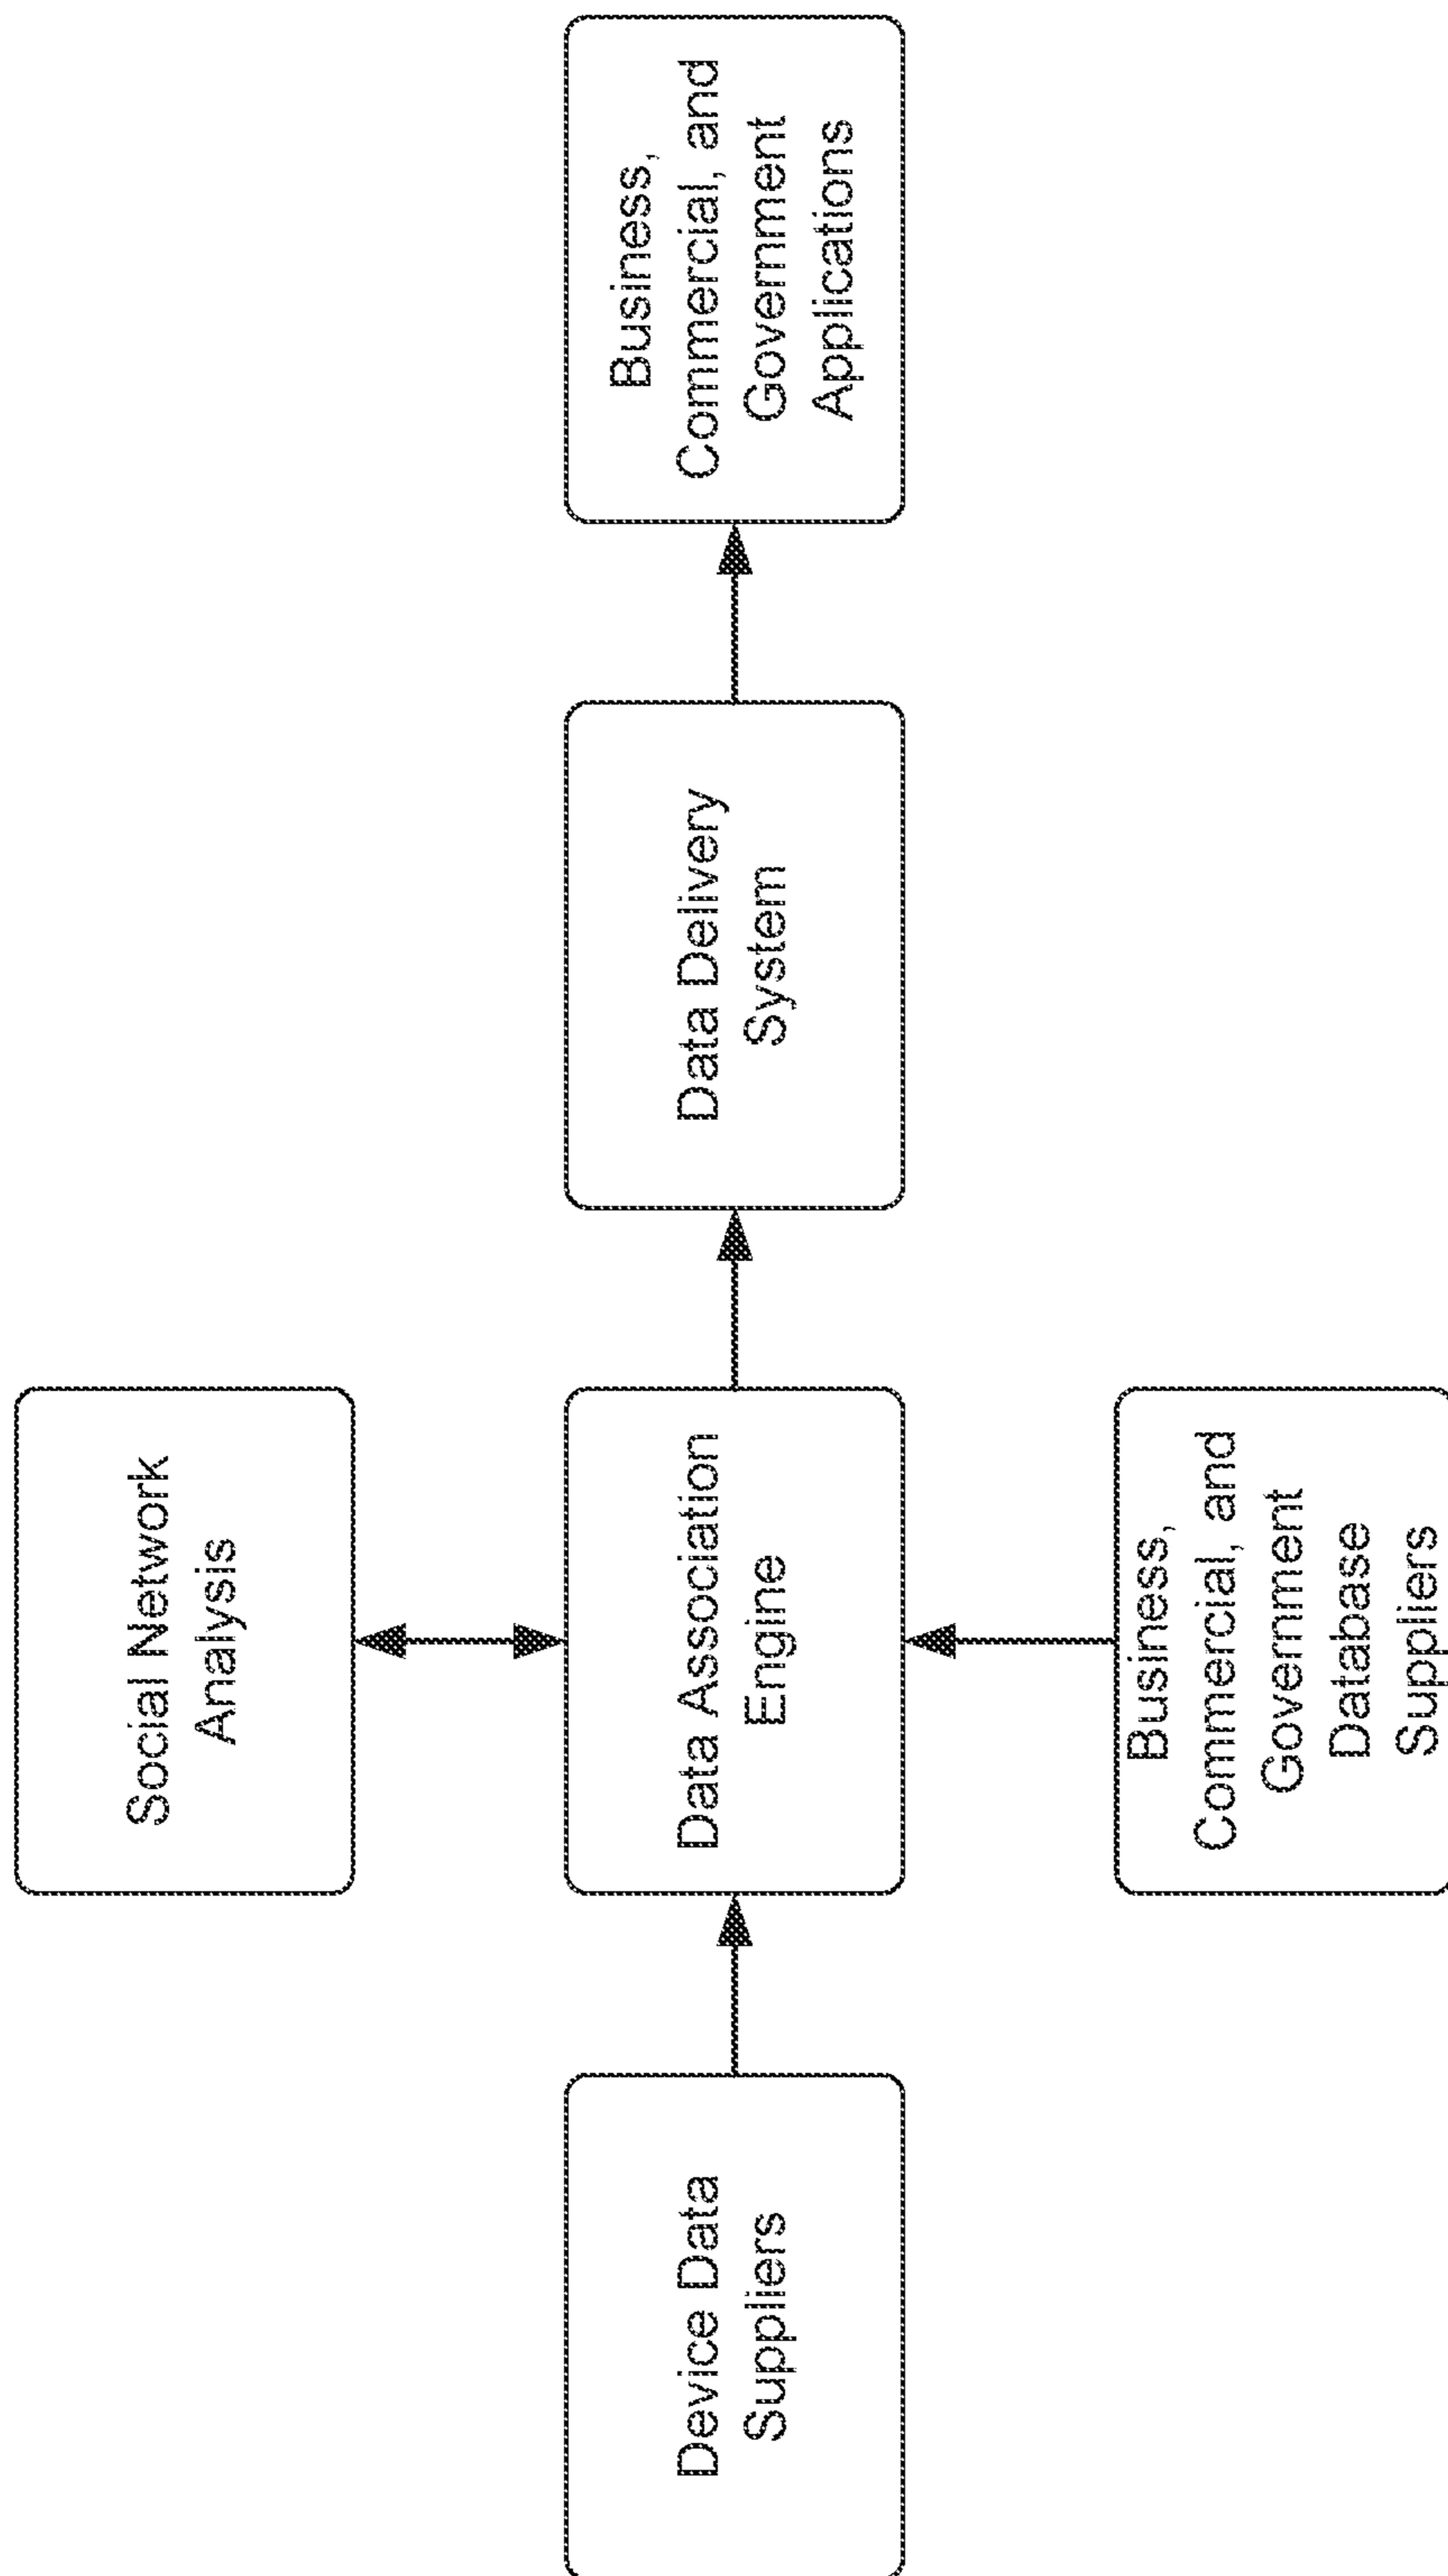 Social Network
Analysis
Device Data
Suppliers
Data Association
Engine
Data Delivery
System
Business,
Commercial, and
Government
Applications
Business,
Commercial, and
Government
Database
Suppliers